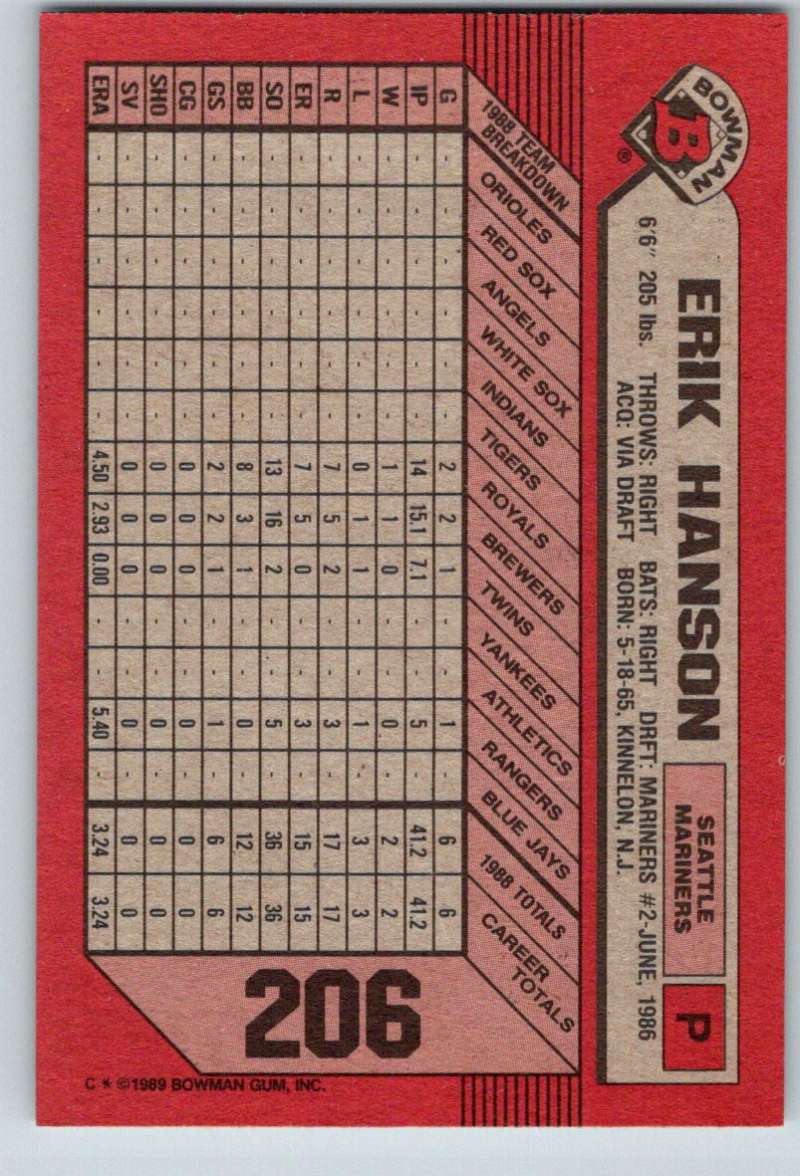 BOWMAN
B
®
ERIK HANSON
SEATTLE
MARINERS
P
6'6" 205 lbs. THROWS: RIGHT BATS: RIGHT DRFT: MARINERS #2-JUNE, 1986
ACQ: VIA DRAFT BORN: 5-18-65, KINNELON, N.J.
1988 TEAM
BREAKDOWN
ORIOLES
RED SOX
ANGELS
WHITE SOX
INDIANS
TIGERS
ROYALS
BREWERS
TWINS
YANKEES
ATHLETICS
RANGERS
BLUE JAYS
1988 TOTALS
CAREER
TOTALS
G - - - - - - 2 2 1 - - 1 - 6 6
IP - - - - - - 14 15.1 7.1 - - 5 - 41.2 41.2
W - - - - - - 1 1 0 - - 0 - 2 2
L - - - - - - 0 1 1 - - 1 - 3 3
R - - - - - - 7 5 2 - - 3 - 17 17
ER - - - - - - 7 5 0 - - 3 - 15 15
SO - - - - - - 13 16 2 - - 5 - 36 36
BB - - - - - - 8 3 1 - - 0 - 12 12
GS - - - - - - 2 2 1 - - 1 - 6 6
CG - - - - - - 0 0 0 - - 0 - 0 0
SHO - - - - - - 0 0 0 - - 0 - 0 0
SV - - - - - - 0 0 0 - - 0 - 0 0
ERA - - - - - - 4.50 2.93 0.00 - - 5.40 - 3.24 3.24
206
C * ©1989 BOWMAN GUM, INC.